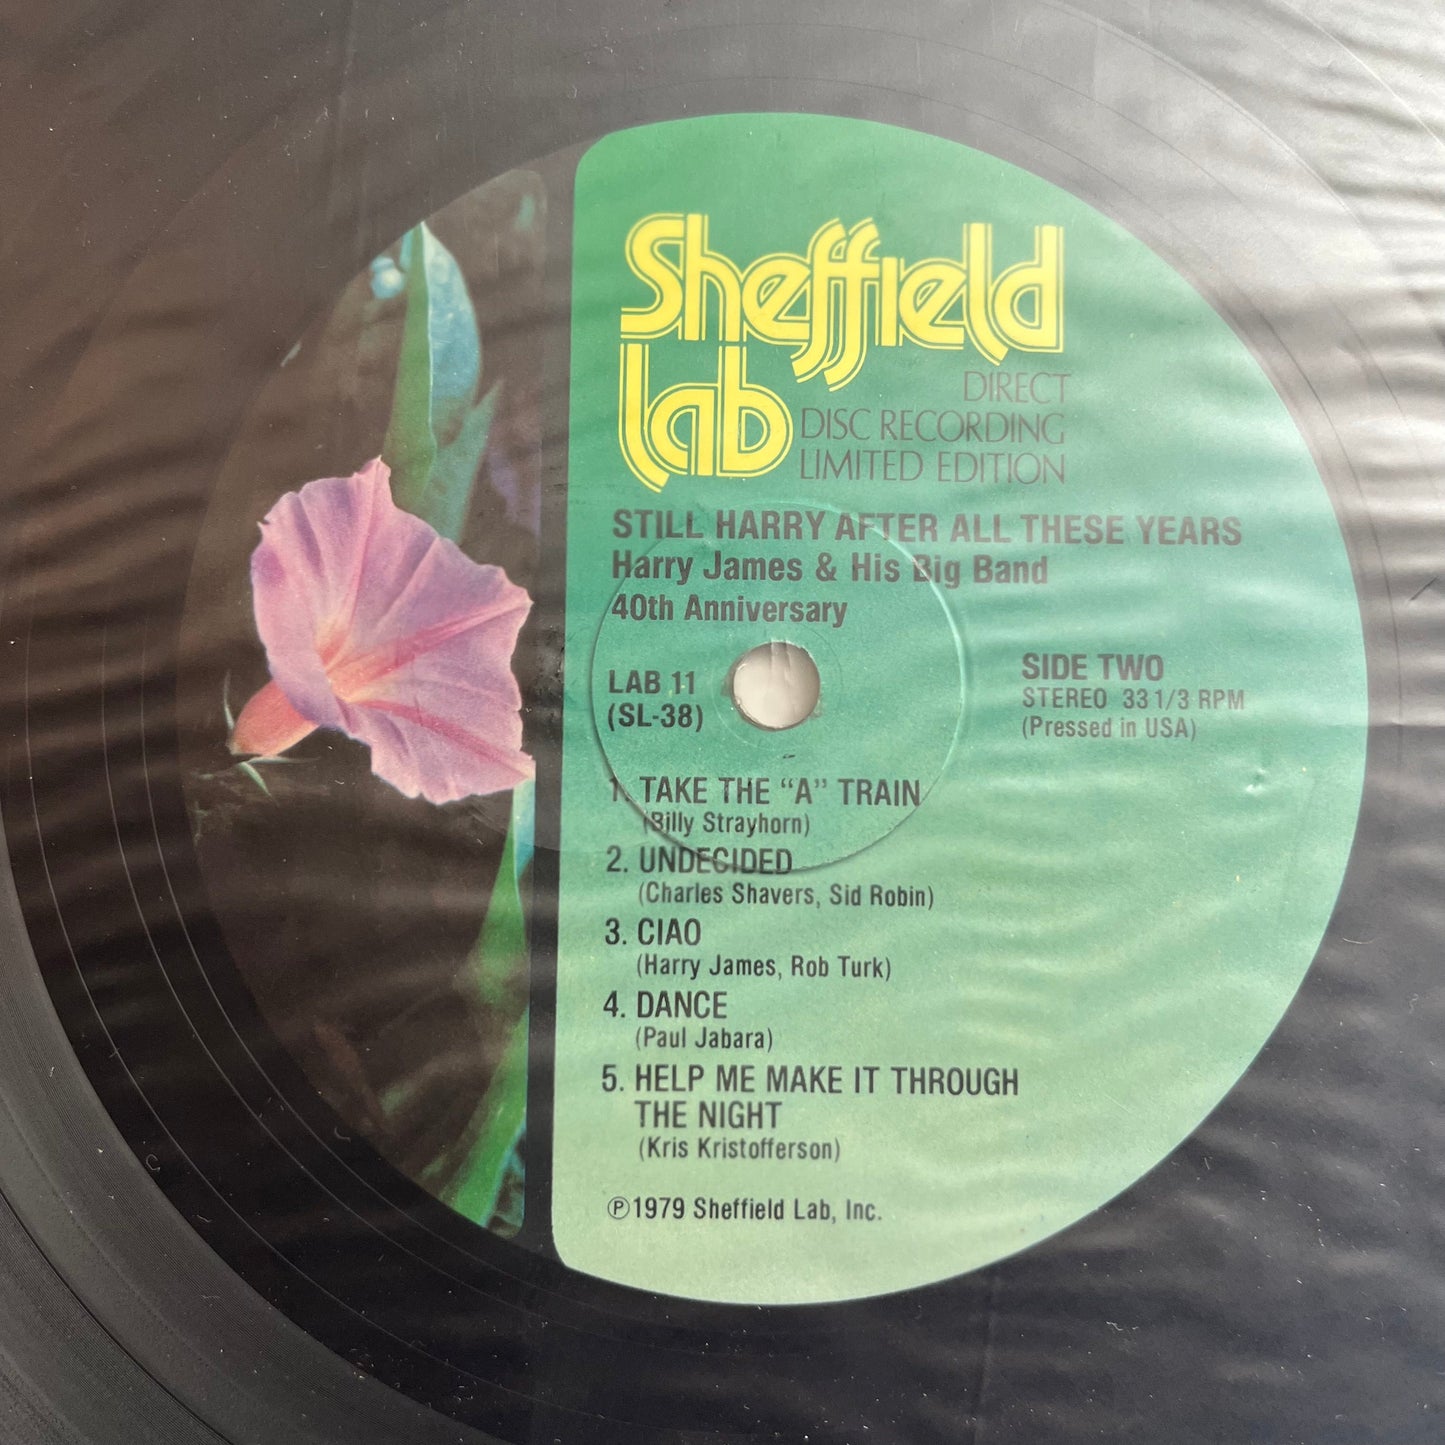 Sheffield
Lab
DIRECT
DISC RECORDING
LIMITED EDITION
STILL HARRY AFTER ALL THESE YEARS
Harry James & His Big Band
40th Anniversary
LAB 11
(SL-38)
SIDE TWO
STEREO 33 1/3 RPM
(Pressed in USA)
1. TAKE THE “A” TRAIN
(Billy Strayhorn)
2. UNDECIDED
(Charles Shavers, Sid Robin)
3. CIAO
(Harry James, Rob Turk)
4. DANCE
(Paul Jabara)
5. HELP ME MAKE IT THROUGH
THE NIGHT
(Kris Kristofferson)
℗1979 Sheffield Lab, Inc.